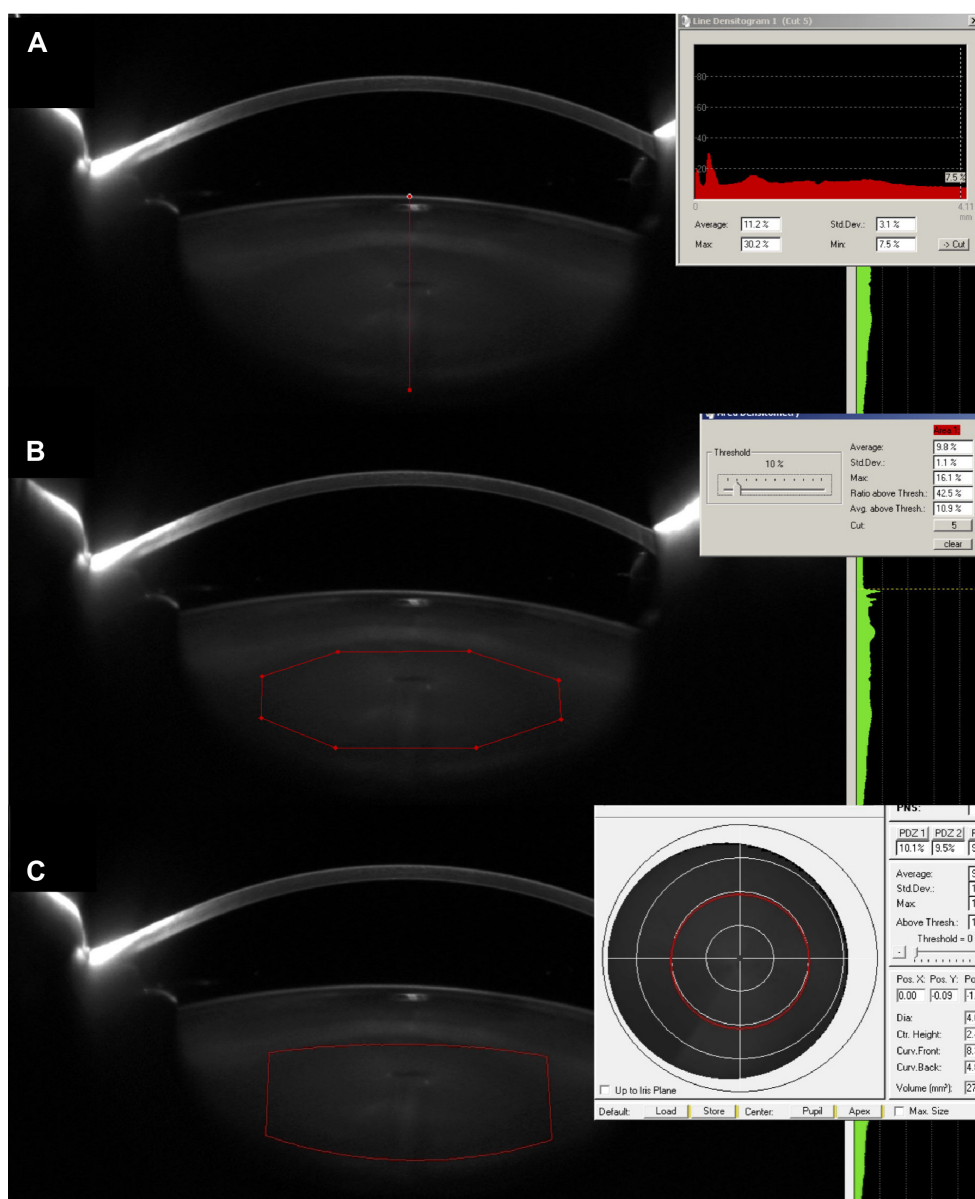 A
Line Densitogram 1 (Cut 5)
80
60
40
20
7.5 %
0
4.11
mm
Average: 11.2 % Std.Dev.: 3.1 %
Max: 30.2 % Min: 7.5 % -> Cut
B
Area Densitometry
Area 1:
Threshold
10 %
Average: 9.8 %
Std.Dev.: 1.1 %
Max: 16.1 %
Ratio above Thresh.: 42.5 %
Avg. above Thresh.: 10.9 %
Cut: 5
clear
C
PNS:
PDZ 1 PDZ 2
10.1% 9.5%
Average:
Std.Dev.:
Max:
Above Thresh.:
Threshold = 0
-
Pos. X: Pos. Y:
0.00 -0.09
Dia:
Ctr. Height:
Curv.Front:
Curv.Back:
Volume (mm³): 27
Up to Iris Plane
Default: Load Store Center: Pupil Apex Max. Size